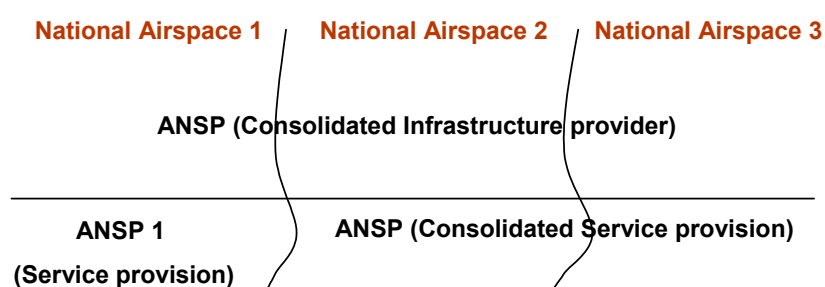 National Airspace 1 National Airspace 2 National Airspace 3
ANSP (Consolidated Infrastructure provider)
ANSP 1
(Service provision)
ANSP (Consolidated Service provision)